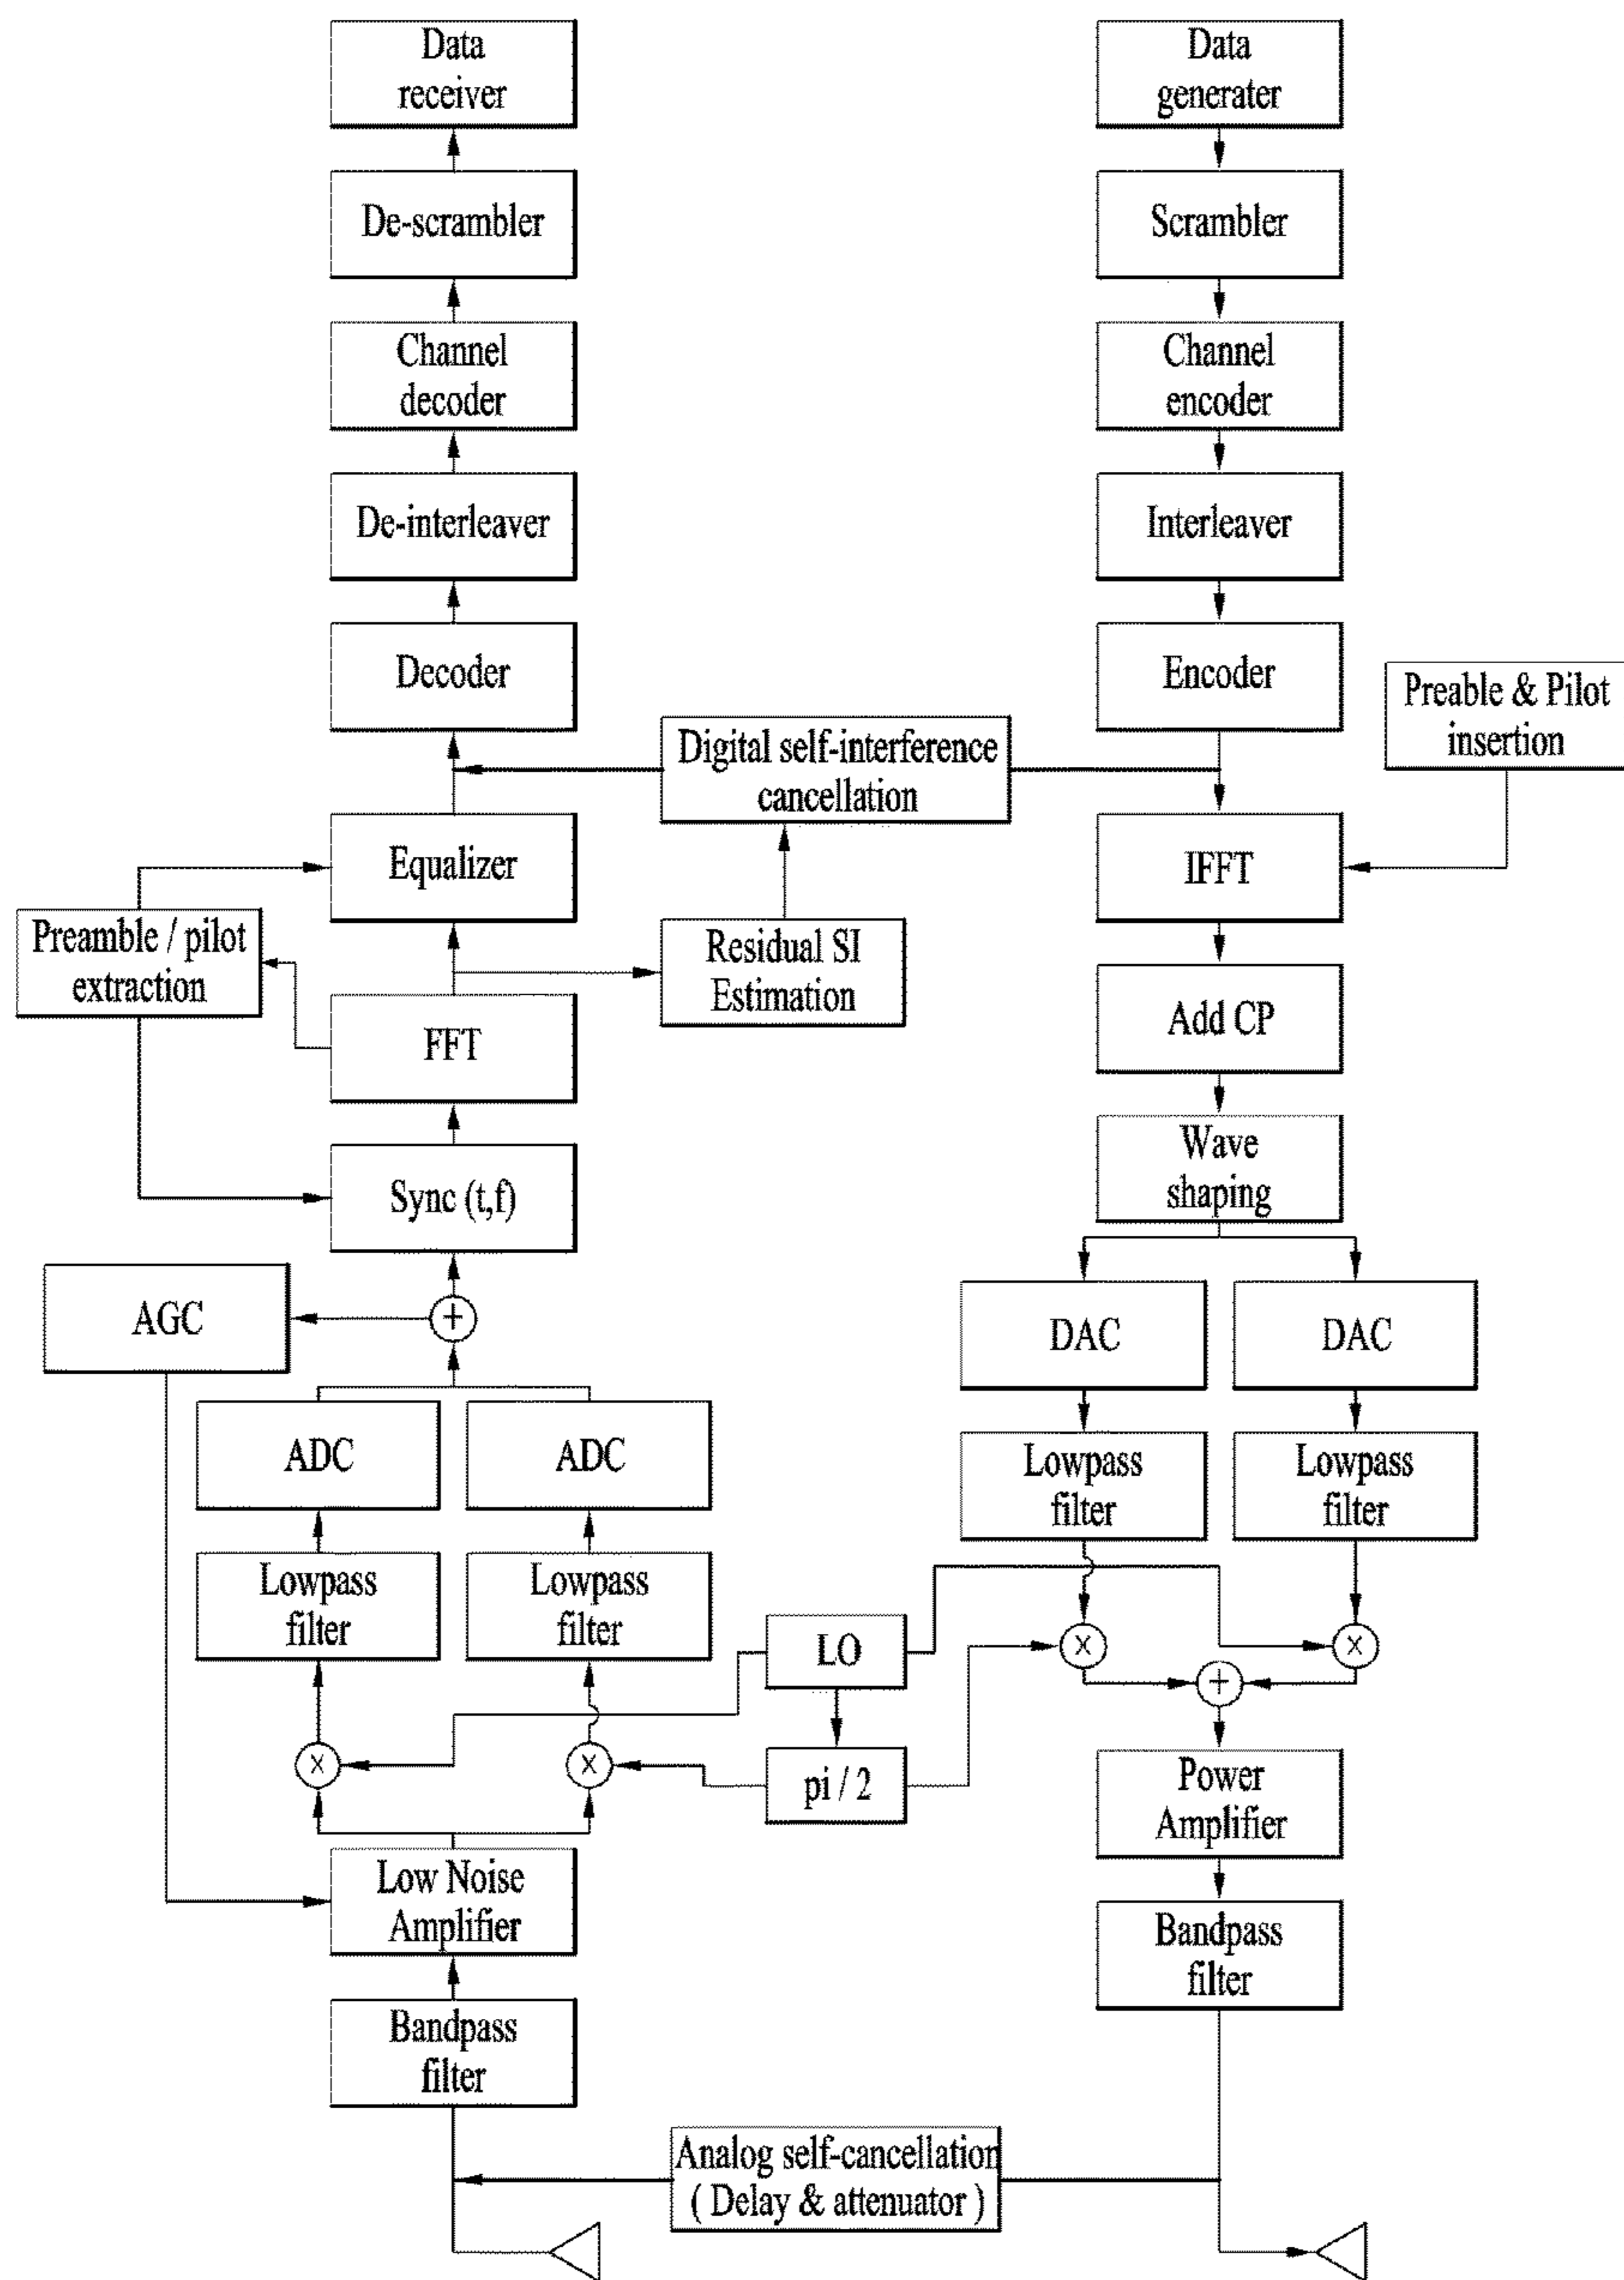 Data
receiver
Data
generater
De-scrambler
Scrambler
Channel
decoder
Channel
encoder
De-interleaver
Interleaver
Decoder
Encoder
Preable & Pilot
insertion
Digital self-interference
cancellation
Equalizer
IFFT
Preamble / pilot
extraction
Residual SI
Estimation
Add CP
FFT
Wave
shaping
Sync (t,f)
AGC
+
DAC
DAC
ADC
ADC
Lowpass
filter
Lowpass
filter
Lowpass
filter
Lowpass
filter
LO
X
X
+
X
X
pi / 2
Power
Amplifier
Low Noise
Amplifier
Bandpass
filter
Bandpass
filter
Analog self-cancellation
( Delay & attenuator )